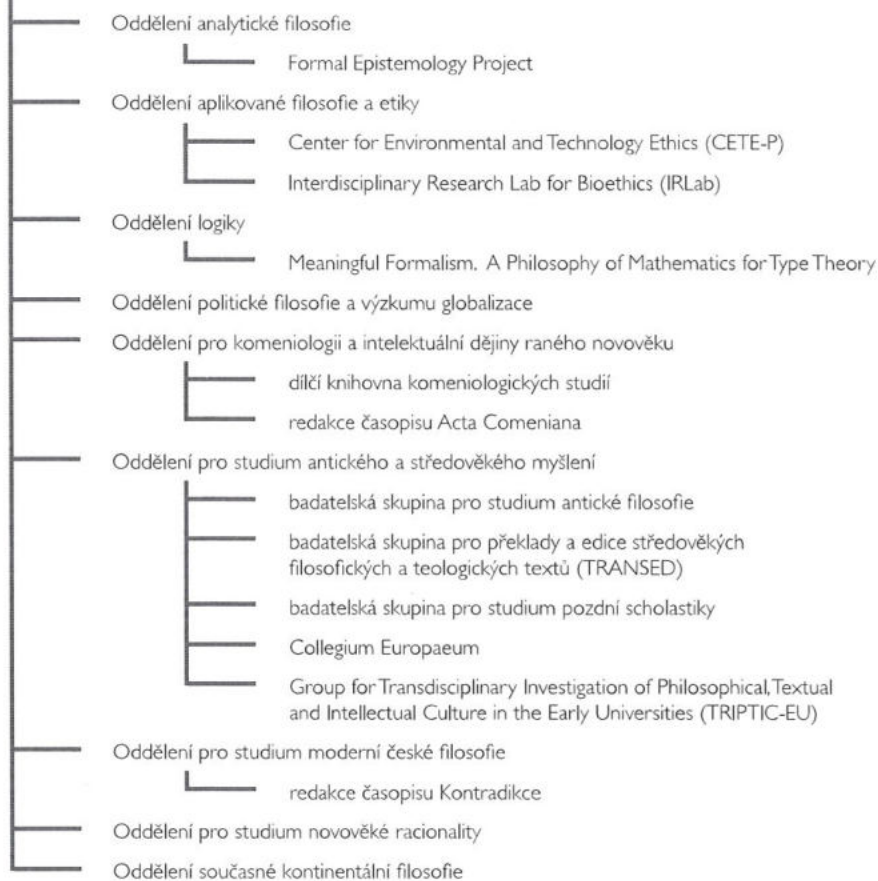 Oddělení analytické filosofie
Formal Epistemology Project
Oddělení aplikované filosofie a etiky
Center for Environmental and Technology Ethics (CETE-P)
Interdisciplinary Research Lab for Bioethics (IRLab)
Oddělení logiky
Meaningful Formalism. A Philosophy of Mathematics for Type Theory
Oddělení politické filosofie a výzkumu globalizace
Oddělení pro komeniologii a intelektuální dějiny raného novověku
dílčí knihovna komeniologických studií
redakce časopisu Acta Comeniana
Oddělení pro studium antického a středověkého myšlení
badatelská skupina pro studium antické filosofie
badatelská skupina pro překlady a edice středověkých
filosofických a teologických textů (TRANSED)
badatelská skupina pro studium pozdní scholastiky
Collegium Europaeum
Group for Transdisciplinary Investigation of Philosophical, Textual
and Intellectual Culture in the Early Universities (TRIPTIC-EU)
Oddělení pro studium moderní české filosofie
redakce časopisu Kontradikce
Oddělení pro studium novověké racionality
Oddělení současné kontinentální filosofie